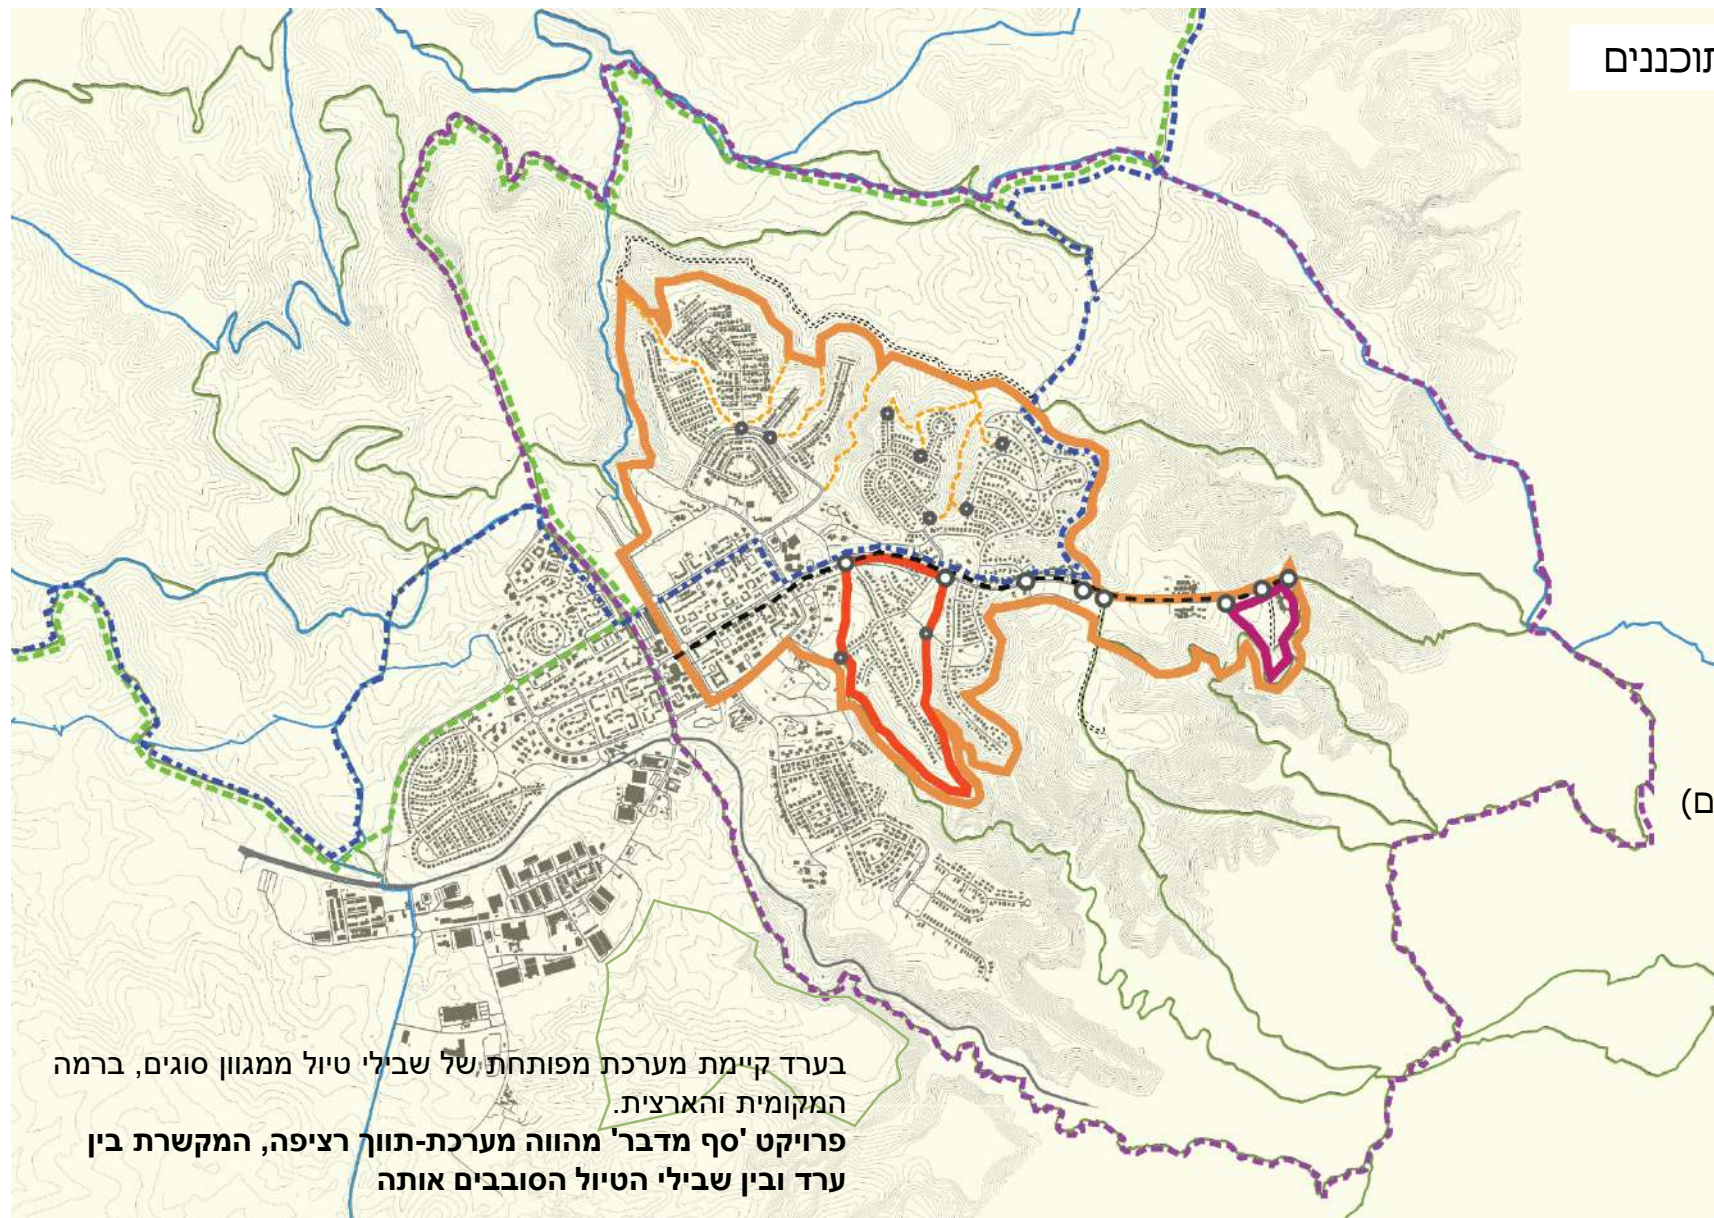 תוכננים
ם)
בערד קיימת מערכת מפותחת של שבילי טיול ממגוון סוגים, ברמה
המקומית והארצית.
פרויקט 'סף מדבר' מהווה מערכת-תווך רציפה, המקשרת בין
ערד ובין שבילי הטיול הסובבים אותה